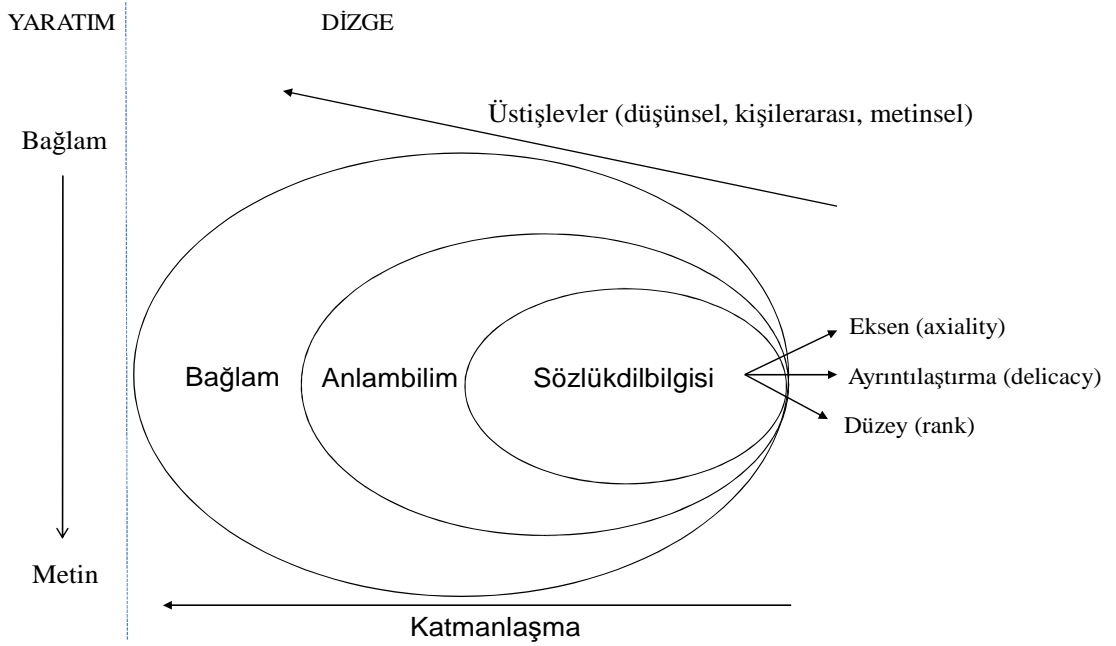 YARATIM
DİZGE
Üstişlevler (düşünsel, kişilerarası, metinsel)
Bağlam
Eksen (axiality)
Bağlam
Anlambilim
Sözlükdilbilgisi
Ayrıntılaştırma (delicacy)
Düzey (rank)
Metin
Katmanlaşma